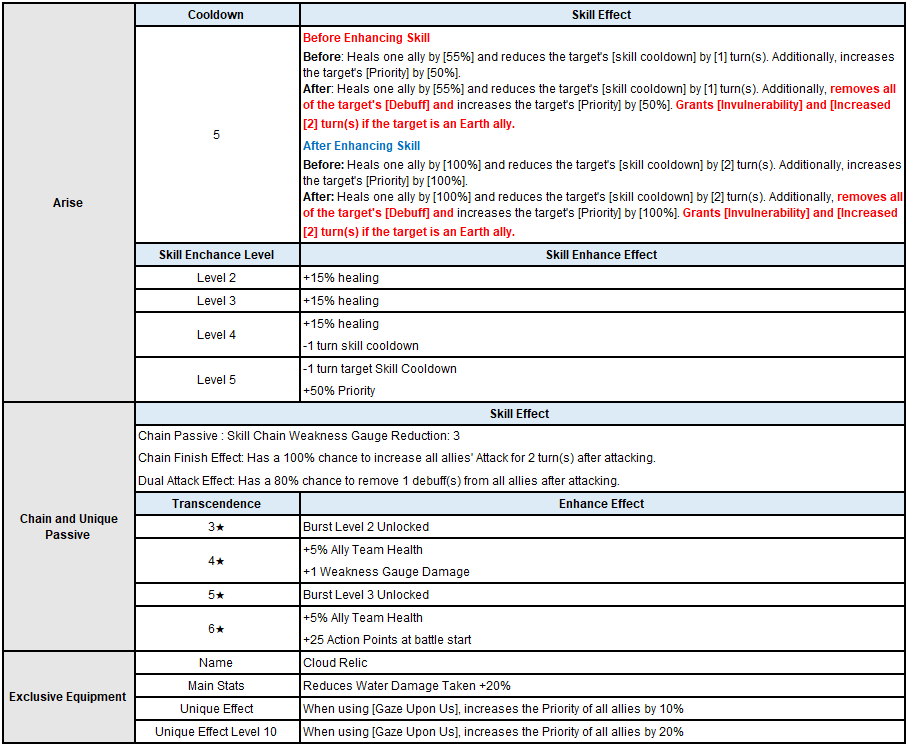 Cooldown Skill Effect
Arise
5
Before Enhancing Skill
Before: Heals one ally by [55%] and reduces the target's [skill cooldown] by [1] turn(s). Additionally, increases
the target's [Priority] by [50%].
After: Heals one ally by [55%] and reduces the target's [skill cooldown] by [1] turn(s). Additionally, removes all
of the target's [Debuff] and increases the target's [Priority] by [50%]. Grants [Invulnerability] and [Increased
[2] turn(s) if the target is an Earth ally.
After Enhancing Skill
Before: Heals one ally by [100%] and reduces the target's [skill cooldown] by [2] turn(s). Additionally, increases
the target's [Priority] by [100%].
After: Heals one ally by [100%] and reduces the target's [skill cooldown] by [2] turn(s). Additionally, removes all
of the target's [Debuff] and increases the target's [Priority] by [100%]. Grants [Invulnerability] and [Increased
[2] turn(s) if the target is an Earth ally.
Skill Enchance Level Skill Enhance Effect
Level 2 +15% healing
Level 3 +15% healing
Level 4 +15% healing
-1 turn skill cooldown
Level 5 -1 turn target Skill Cooldown
+50% Priority
Chain and Unique
Passive
Skill Effect
Chain Passive : Skill Chain Weakness Gauge Reduction: 3
Chain Finish Effect: Has a 100% chance to increase all allies' Attack for 2 turn(s) after attacking.
Dual Attack Effect: Has a 80% chance to remove 1 debuff(s) from all allies after attacking.
Transcendence Enhance Effect
3★ Burst Level 2 Unlocked
4★ +5% Ally Team Health
+1 Weakness Gauge Damage
5★ Burst Level 3 Unlocked
6★ +5% Ally Team Health
+25 Action Points at battle start
Exclusive Equipment
Name Cloud Relic
Main Stats Reduces Water Damage Taken +20%
Unique Effect When using [Gaze Upon Us], increases the Priority of all allies by 10%
Unique Effect Level 10 When using [Gaze Upon Us], increases the Priority of all allies by 20%